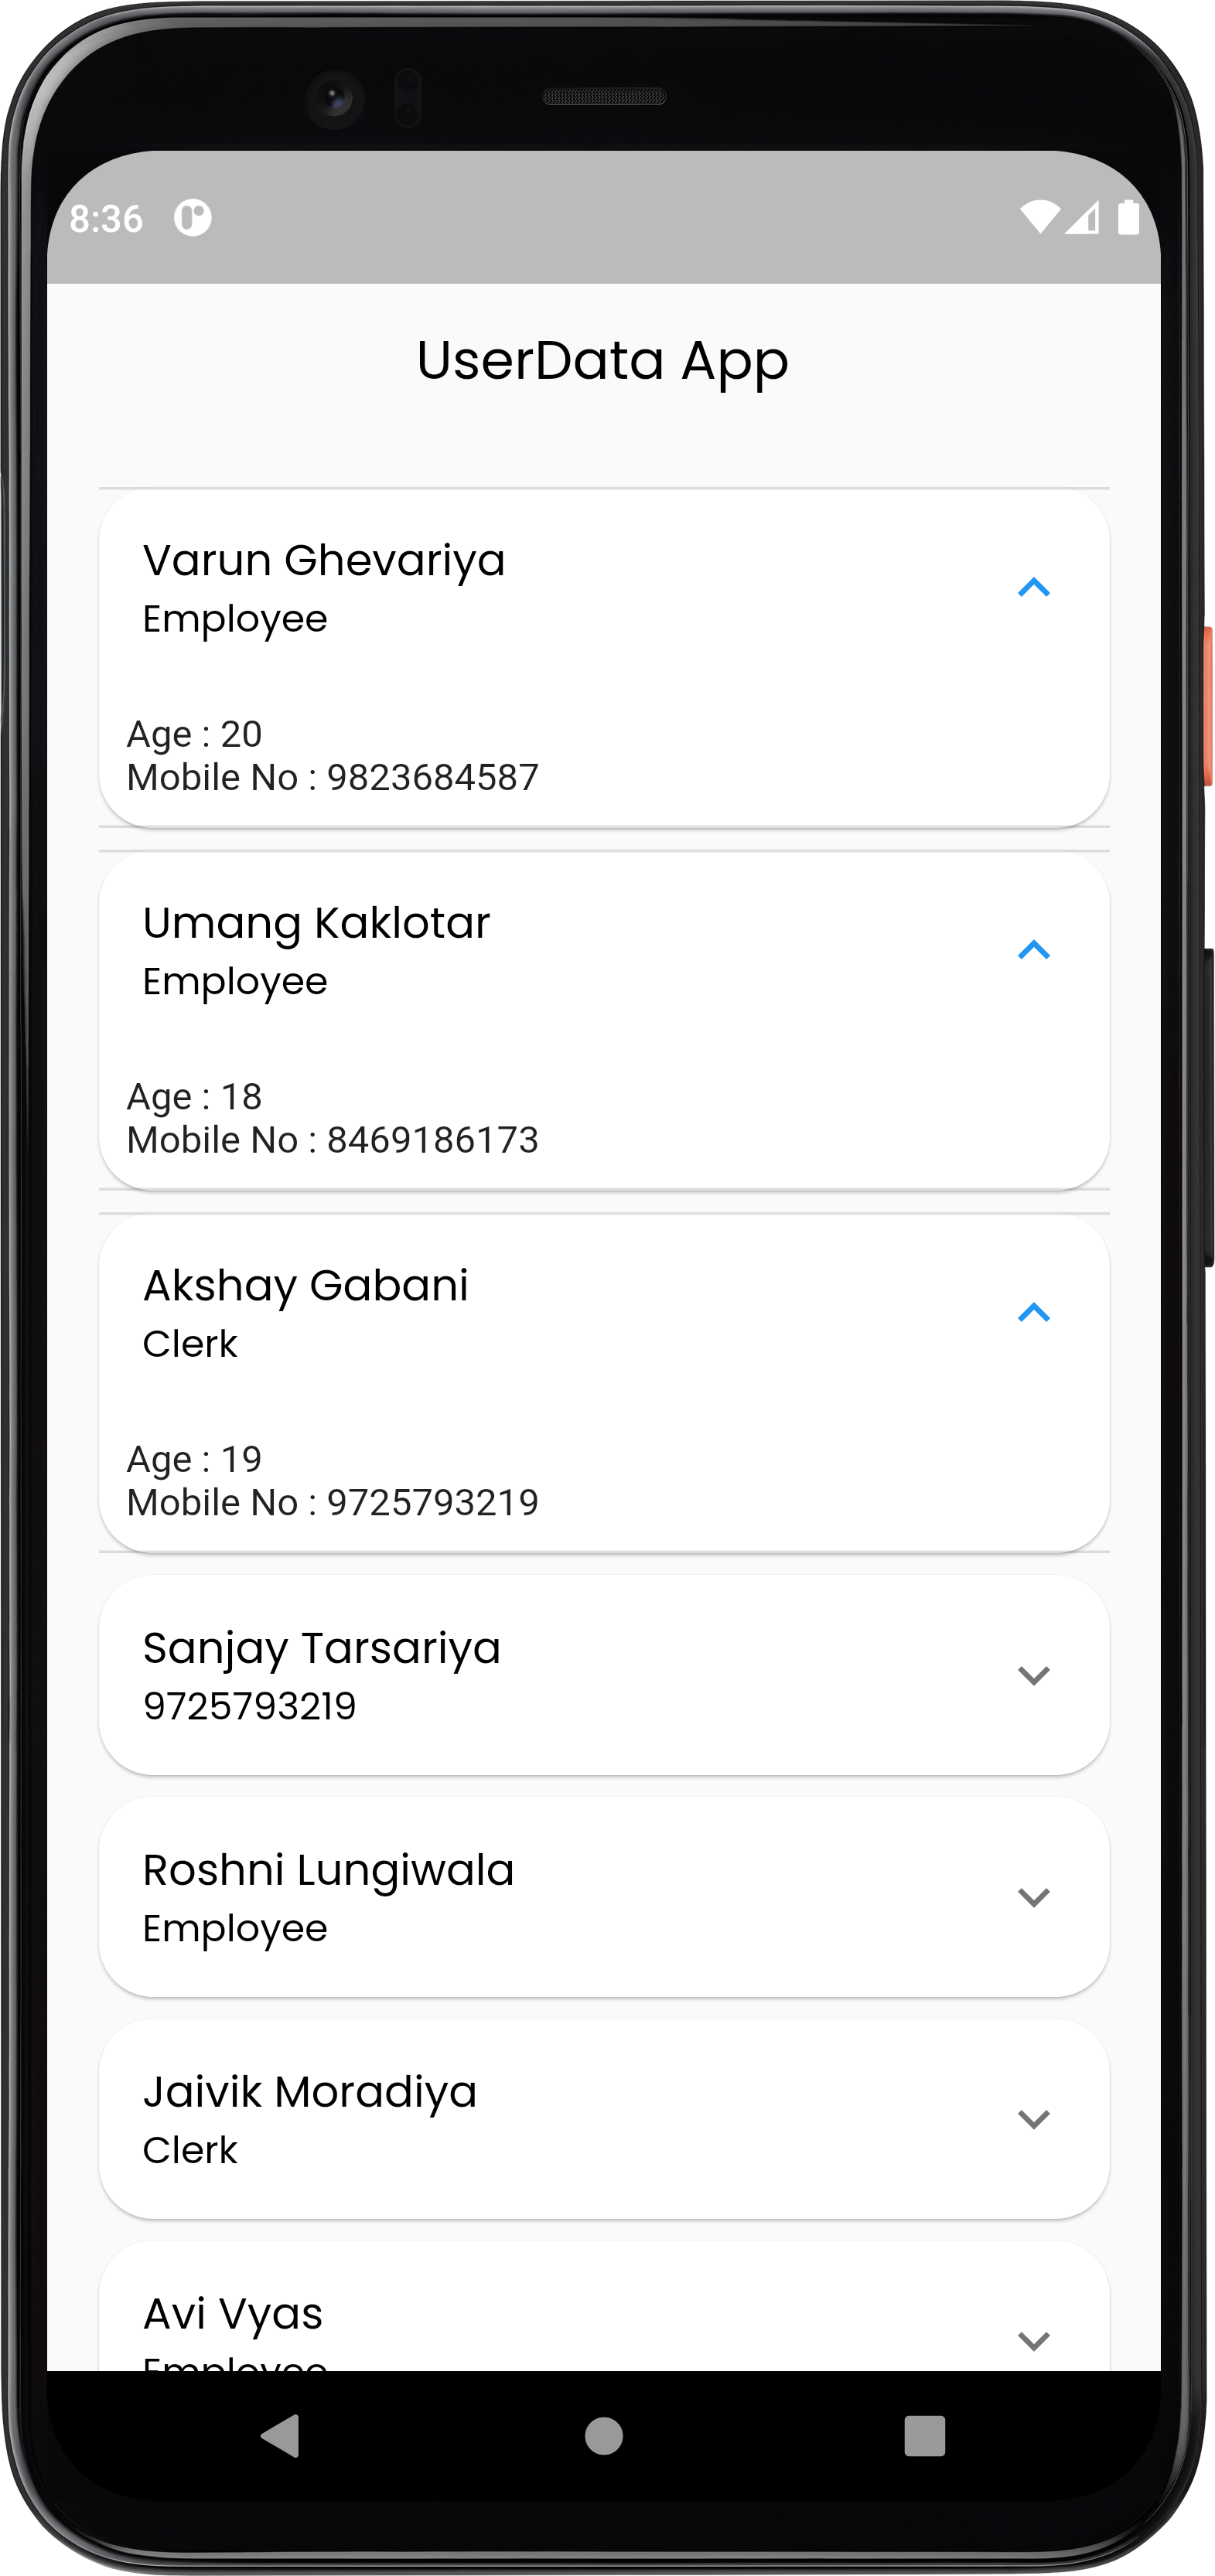 8:36
UserData App
Varun Ghevariya
Employee
Age : 20
Mobile No : 9823684587
Umang Kaklotar
Employee
Age : 18
Mobile No : 8469186173
Akshay Gabani
Clerk
Age : 19
Mobile No : 9725793219
Sanjay Tarsariya
9725793219
Roshni Lungiwala
Employee
Jaivik Moradiya
Clerk
Avi Vyas
Employee